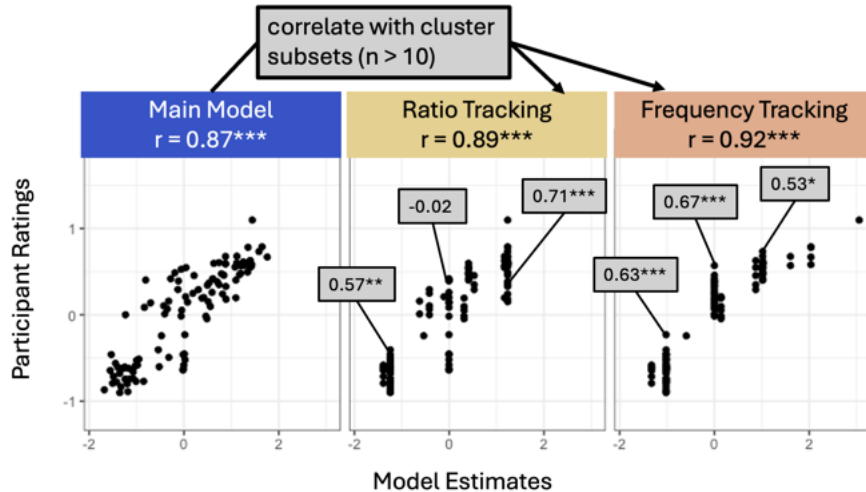 correlate with cluster
subsets (n > 10)
Main Model
r = 0.87***
Ratio Tracking
r = 0.89***
Frequency Tracking
r = 0.92***
Participant Ratings
1
0
-1
0.57**
-0.02
0.71***
0.63***
0.67***
0.53*
-2
0
2
-2
0
2
-2
0
2
Model Estimates